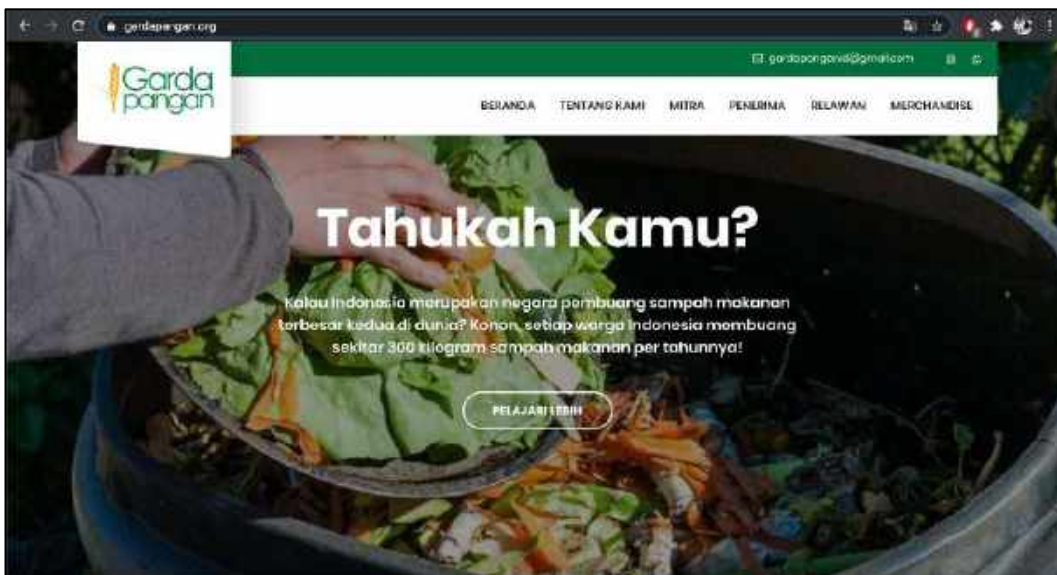 gardapangan.org
gardapanganid@gmail.com
Garda
pangan
BERANDA TENTANG KAMI MITRA PENERIMA RELAWAN MERCHANDISE
Tahukah Kamu?
Kalau Indonesia merupakan negara pembuang sampah makanan
terbesar kedua di dunia? Konon, setiap warga Indonesia membuang
sekitar 300 kilogram sampah makanan per tahunnya!
PELAJARI LEBIH